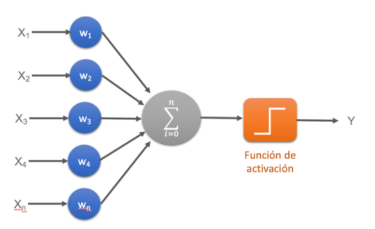 X1 w1
X2 w2
X3 w3
X4 w4
Xn wn
n
∑
i=0
Y
Función de
activación